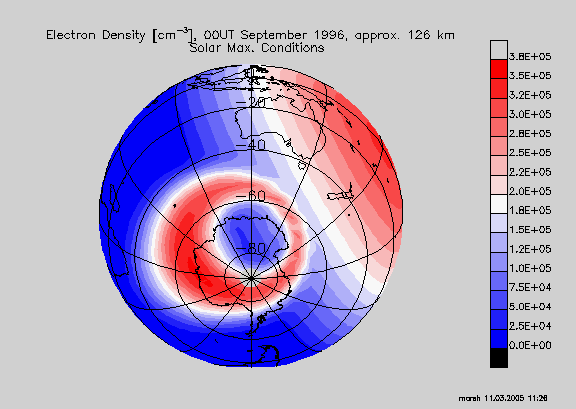 Electron Density [cm⁻³], 00UT September 1996, approx. 126 km
Solar Max. Conditions
0
-20
-40
-60
-80
3.8E+05
3.5E+05
3.2E+05
3.0E+05
2.8E+05
2.5E+05
2.2E+05
2.0E+05
1.8E+05
1.5E+05
1.2E+05
1.0E+05
7.5E+04
5.0E+04
2.5E+04
0.0E+00
marsh 11.03.2005 11:26